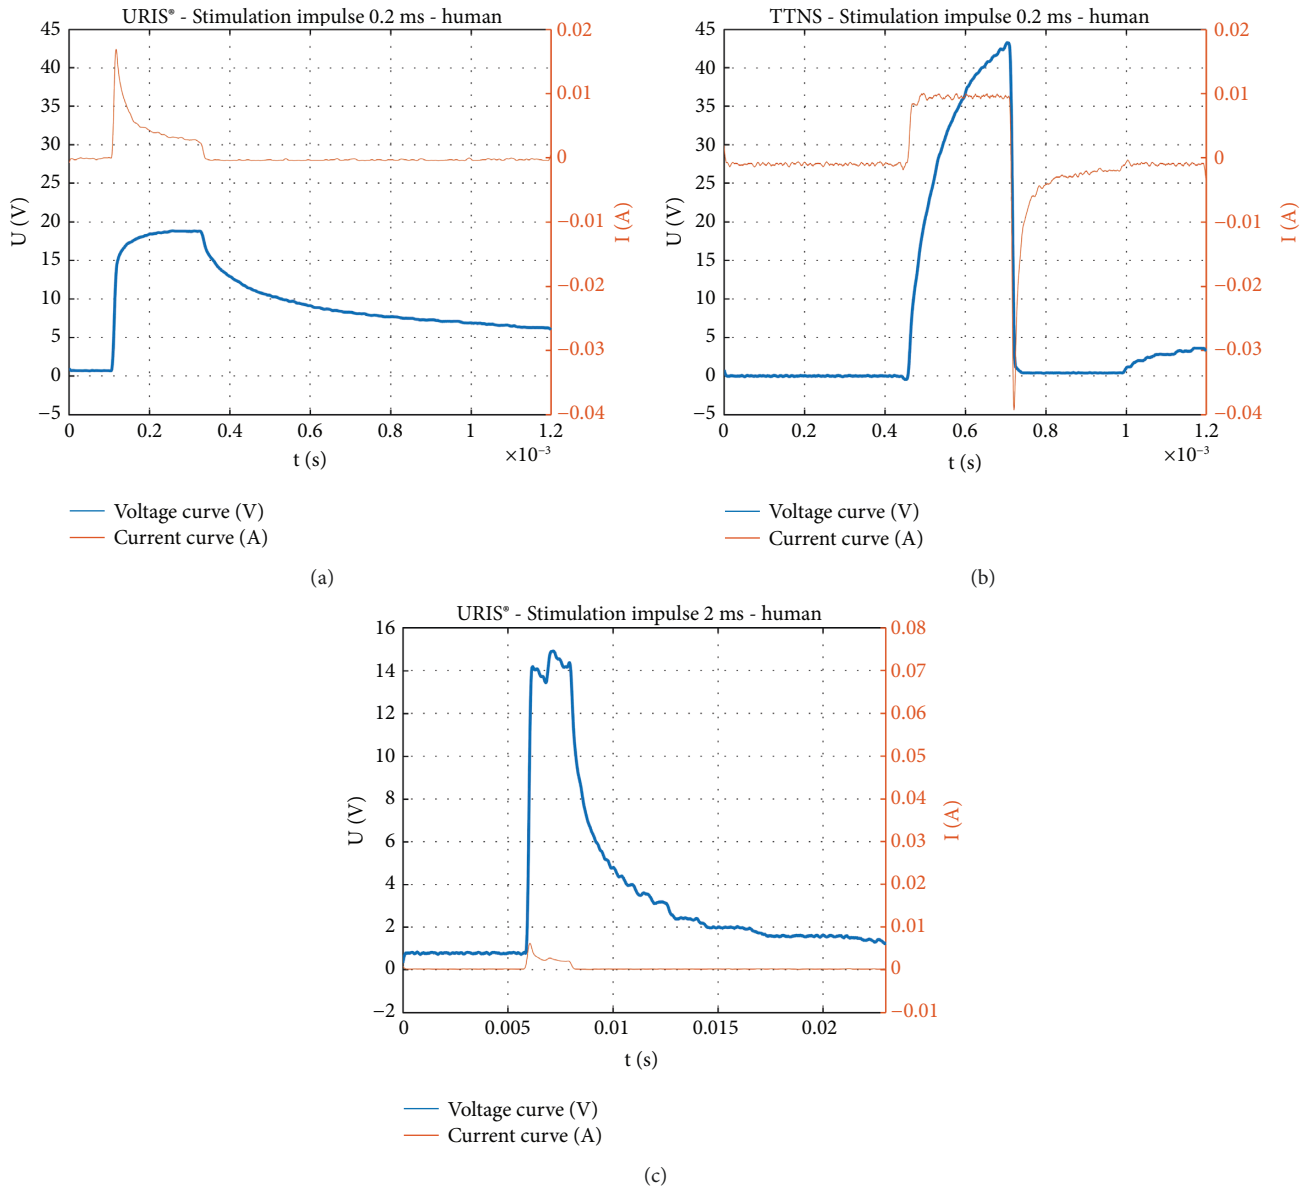 URIS® - Stimulation impulse 0.2 ms - human
45
40
35
30
25
20
15
10
5
0
−5
U (V)
0.02
0.01
0
−0.01
−0.02
−0.03
−0.04
I (A)
0 0.2 0.4 0.6 0.8 1 1.2
t (s)
×10−3
Voltage curve (V)
Current curve (A)
(a)
TTNS - Stimulation impulse 0.2 ms - human
45
40
35
30
25
20
15
10
5
0
−5
U (V)
0.02
0.01
0
−0.01
−0.02
−0.03
−0.04
I (A)
0 0.2 0.4 0.6 0.8 1 1.2
t (s)
×10−3
Voltage curve (V)
Current curve (A)
(b)
URIS® - Stimulation impulse 2 ms - human
16
14
12
10
8
6
4
2
0
−2
U (V)
0.08
0.07
0.06
0.05
0.04
0.03
0.02
0.01
0
−0.01
I (A)
0 0.005 0.01 0.015 0.02
t (s)
Voltage curve (V)
Current curve (A)
(c)